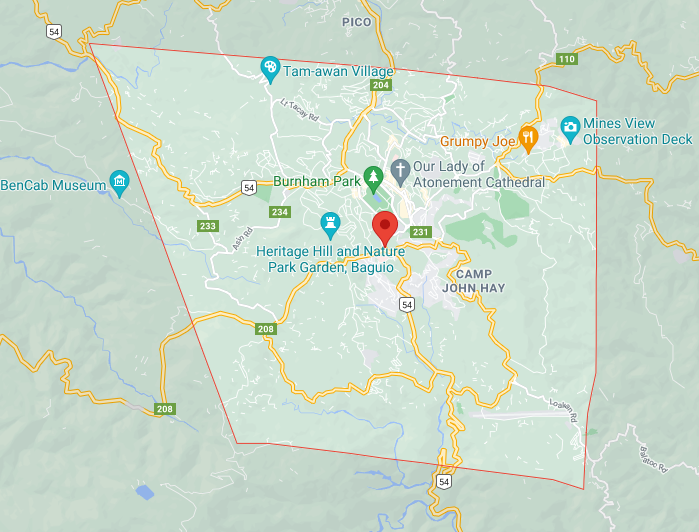 PICO
54
110
Tam-awan Village
204
Lr.Tacay Rd
Mines View
Observation Deck
Grumpy Joe
Our Lady of
Atonement Cathedral
BenCab Museum
54
Burnham Park
234
233
Asin Rd
231
Heritage Hill and Nature
Park Garden, Baguio
CAMP
JOHN HAY
54
208
208
Loakan Rd
Balatoc Rd
54